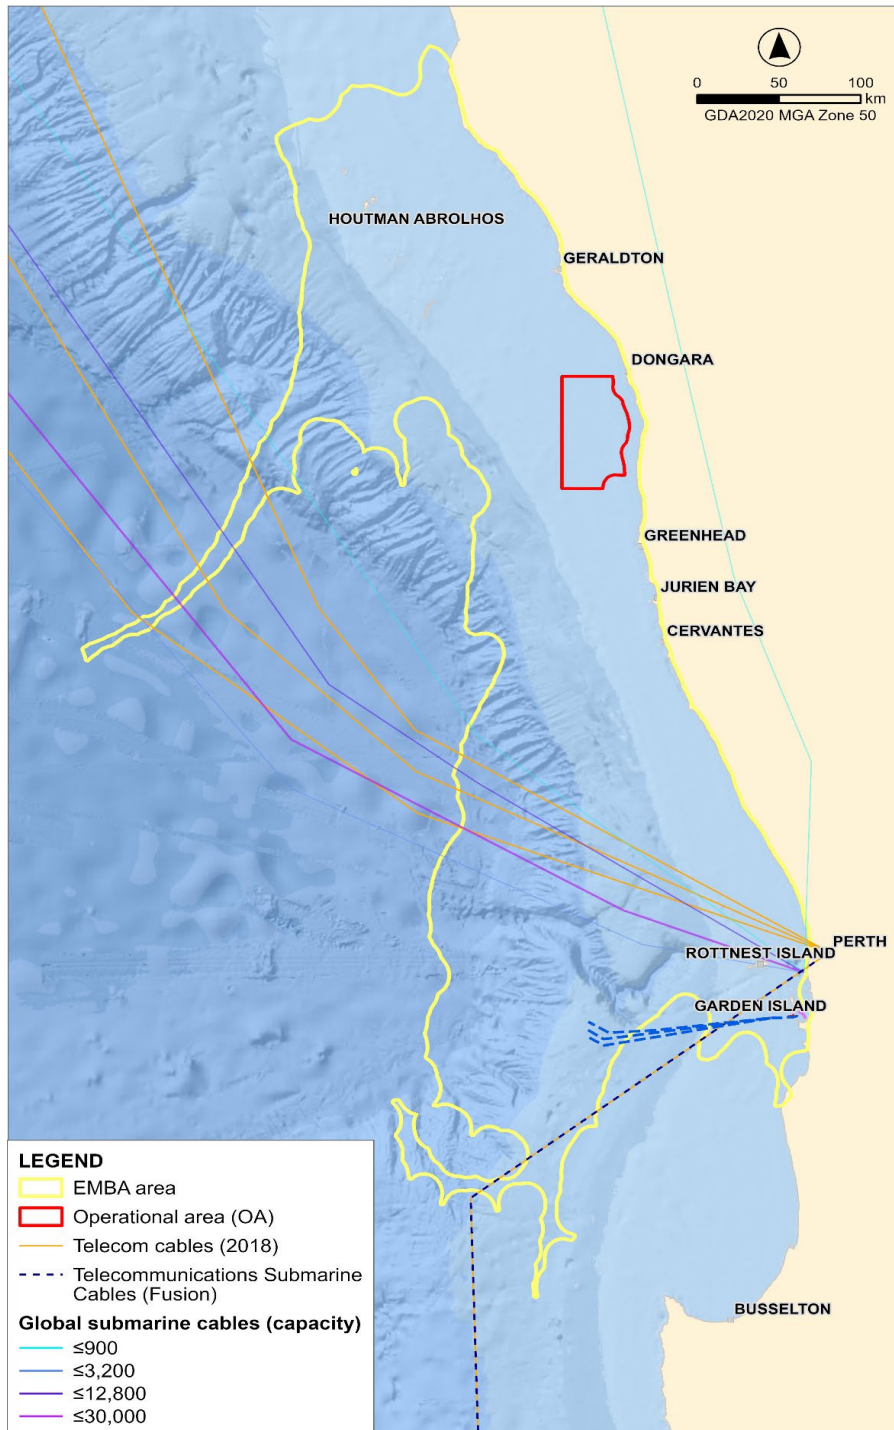 0 50 100
km
GDA2020 MGA Zone 50
HOUTMAN ABROLHOS
GERALDTON
DONGARA
GREENHEAD
JURIEN BAY
CERVANTES
PERTH
ROTTNEST ISLAND
GARDEN ISLAND
BUSSELTON
LEGEND
EMBA area
Operational area (OA)
Telecom cables (2018)
Telecommunications Submarine
Cables (Fusion)
Global submarine cables (capacity)
≤900
≤3,200
≤12,800
≤30,000